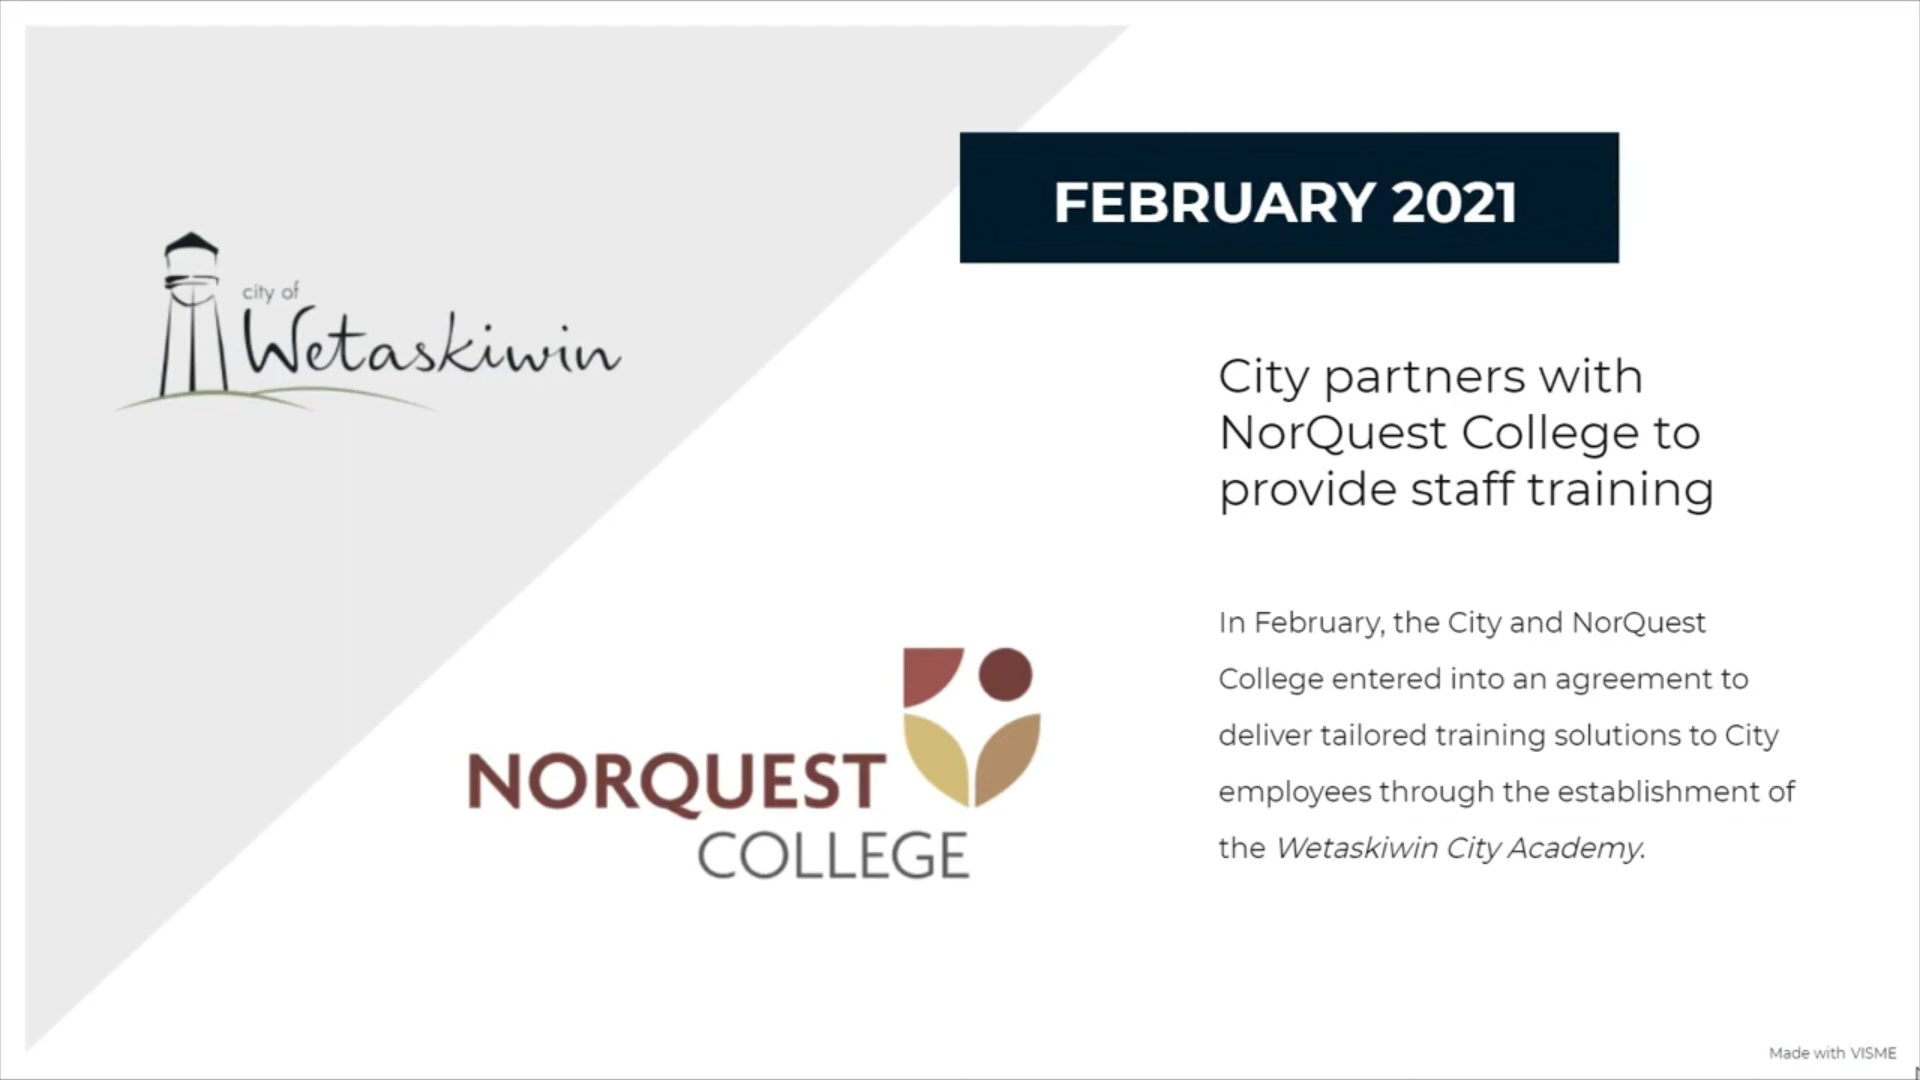 FEBRUARY 2021
city of
Wetaskiwin
City partners with
NorQuest College to
provide staff training
In February, the City and NorQuest
College entered into an agreement to
deliver tailored training solutions to City
employees through the establishment of
the Wetaskiwin City Academy.
NORQUEST
COLLEGE
Made with VISME